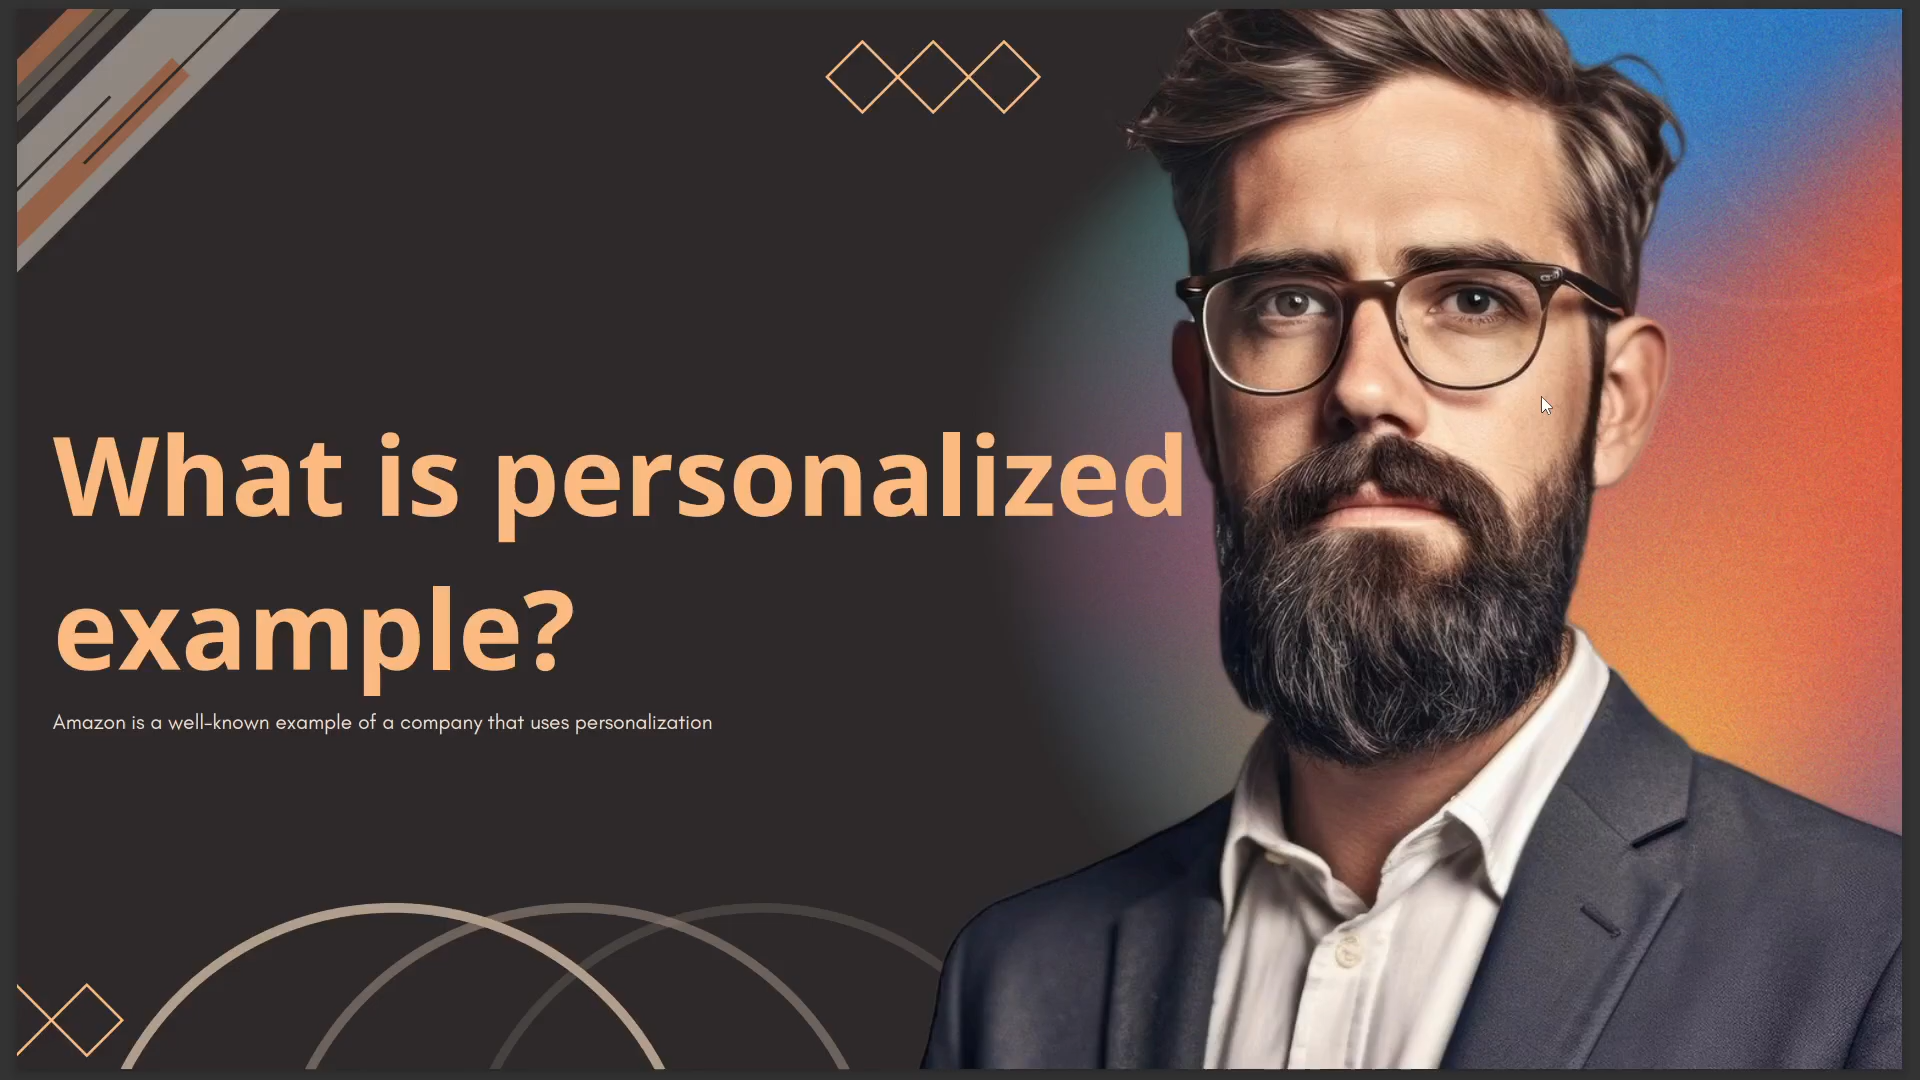 What is personalized
example?
Amazon is a well-known example of a company that uses personalization